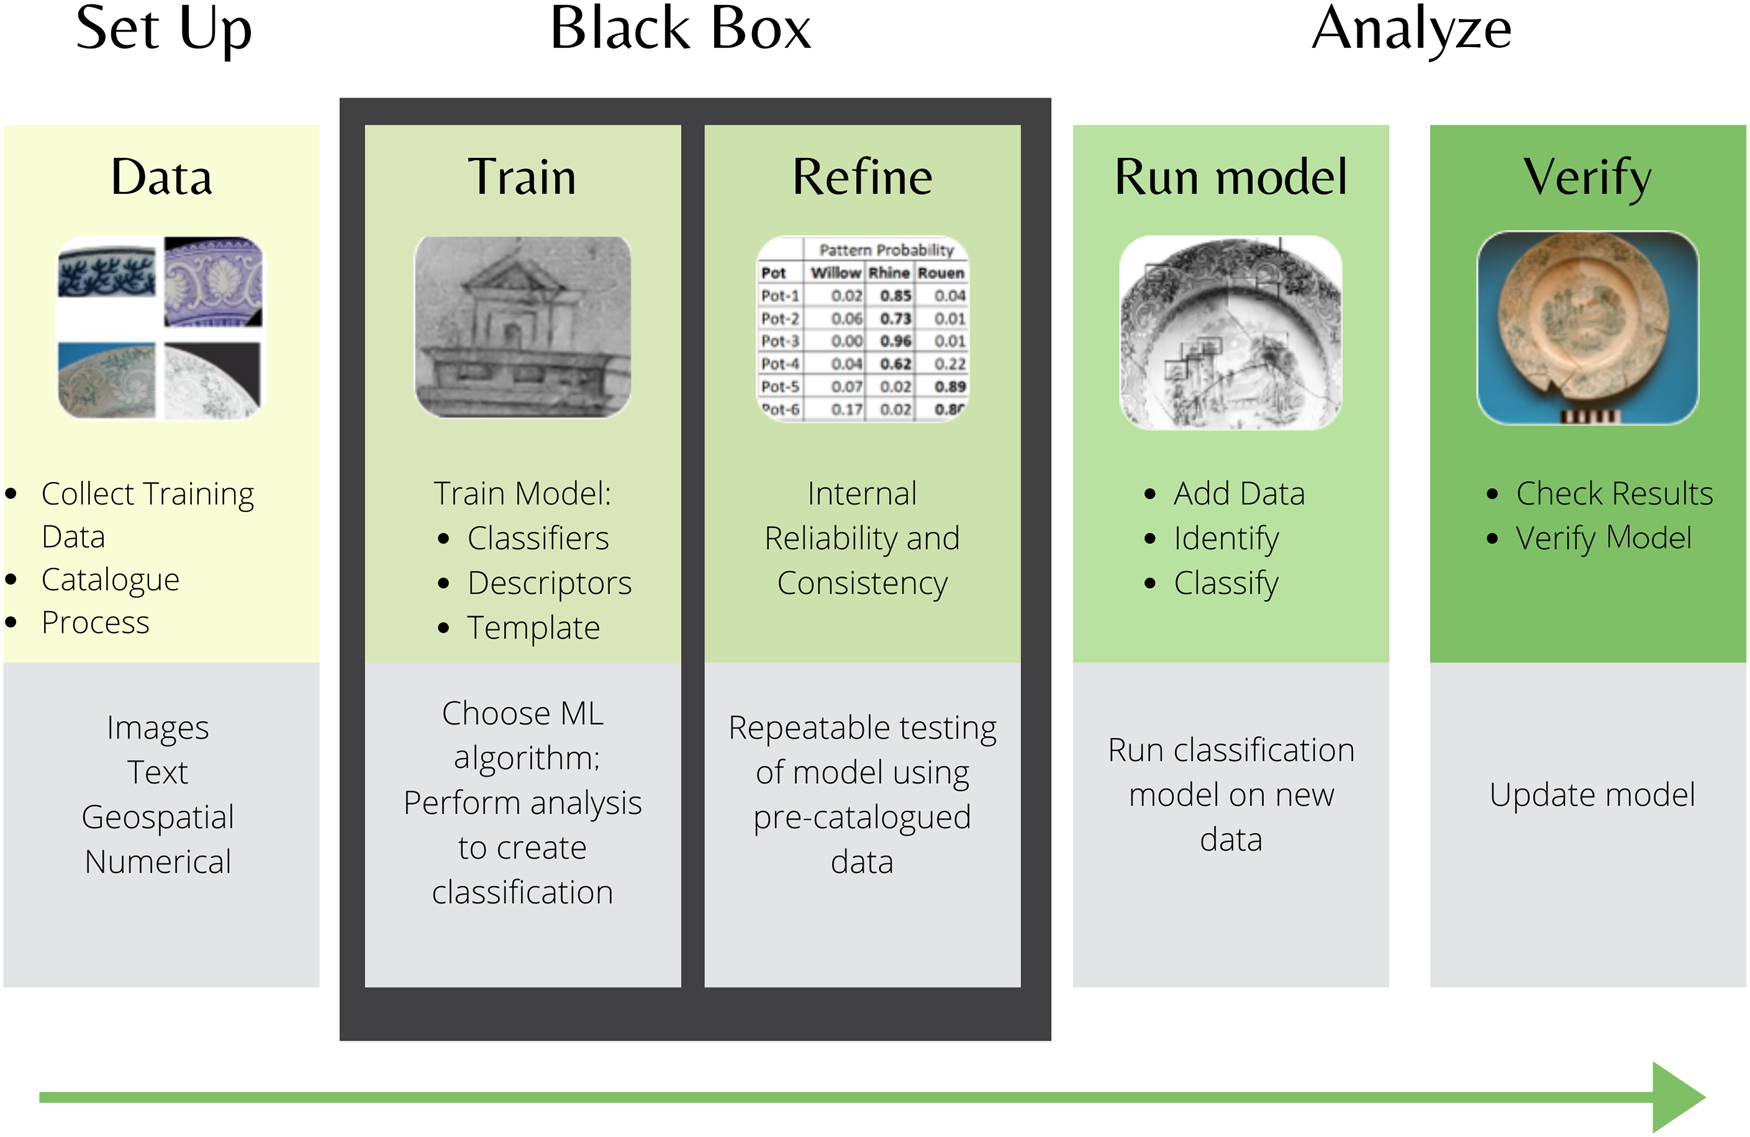 Set Up
Black Box
Analyze
Data
• Collect Training
Data
• Catalogue
• Process
Images
Text
Geospatial
Numerical
Train
Train Model:
• Classifiers
• Descriptors
• Template
Choose ML
algorithm;
Perform analysis
to create
classification
Refine
Pattern Probability
Pot Willow Rhine Rouen
Pot-1 0.02 0.85 0.04
Pot-2 0.06 0.73 0.01
Pot-3 0.00 0.96 0.01
Pot-4 0.04 0.62 0.22
Pot-5 0.07 0.02 0.89
Pot-6 0.17 0.02
Internal
Reliability and
Consistency
Repeatable testing
of model using
pre-catalogued
data
Run model
• Add Data
• Identify
• Classify
Run classification
model on new
data
Verify
• Check Results
• Verify Model
Update model